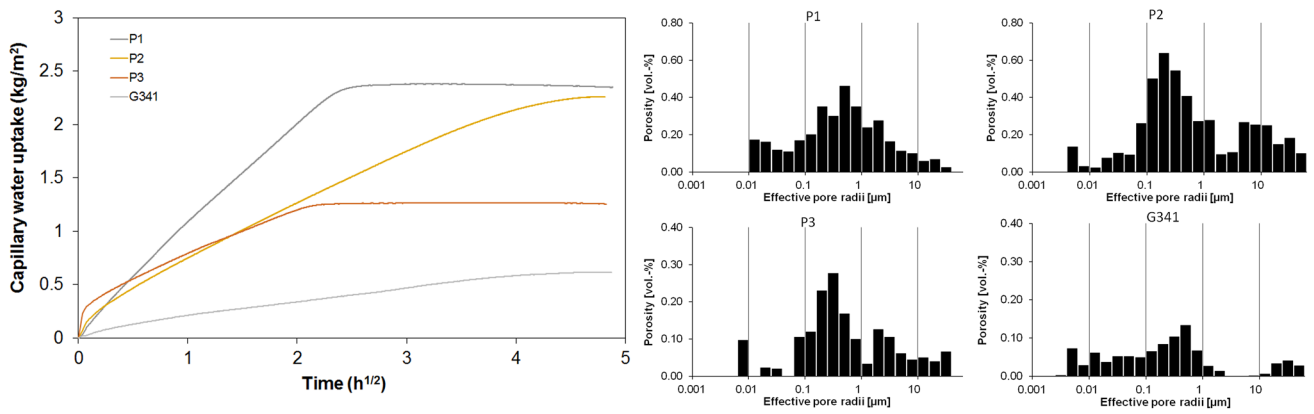 Capillary water uptake (kg/m²)
3
2.5
2
1.5
1
0.5
0
P1
P2
P3
G341
0 1 2 3 4 5
Time (h^1/2)
P1
Porosity [vol.-%]
0.80
0.60
0.40
0.20
0.00
0.001 0.01 0.1 1 10
Effective pore radii [µm]
P2
Porosity [vol.-%]
0.80
0.60
0.40
0.20
0.00
0.001 0.01 0.1 1 10
Effective pore radii [µm]
P3
Porosity [vol.-%]
0.40
0.30
0.20
0.10
0.00
0.001 0.01 0.1 1 10
Effective pore radii [µm]
G341
Porosity [vol.-%]
0.40
0.30
0.20
0.10
0.00
0.001 0.01 0.1 1 10
Effective pore radii [µm]